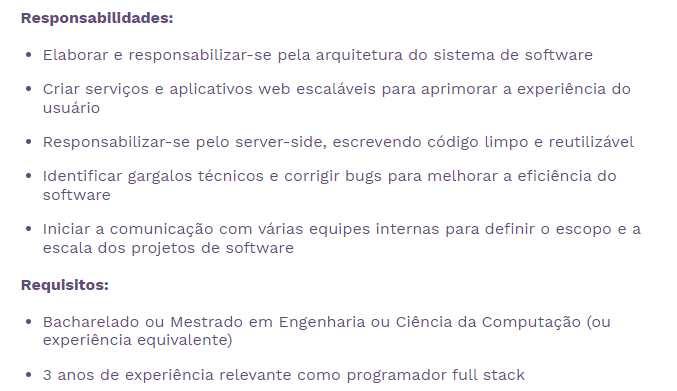 Responsabilidades:
• Elaborar e responsabilizar-se pela arquitetura do sistema de software
• Criar serviços e aplicativos web escaláveis para aprimorar a experiência do
usuário
• Responsabilizar-se pelo server-side, escrevendo código limpo e reutilizável
• Identificar gargalos técnicos e corrigir bugs para melhorar a eficiência do
software
• Iniciar a comunicação com várias equipes internas para definir o escopo e a
escala dos projetos de software
Requisitos:
• Bacharelado ou Mestrado em Engenharia ou Ciência da Computação (ou
experiência equivalente)
• 3 anos de experiência relevante como programador full stack